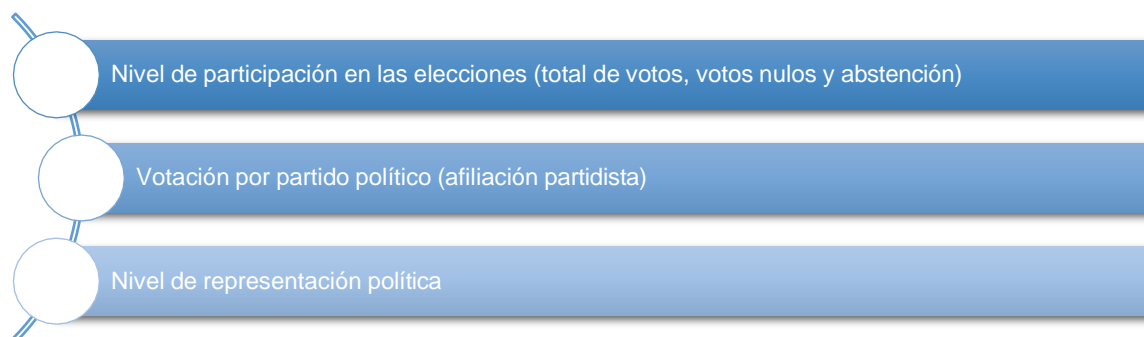 Nivel de participación en las elecciones (total de votos, votos nulos y abstención)
Votación por partido político (afiliación partidista)
Nivel de representación política